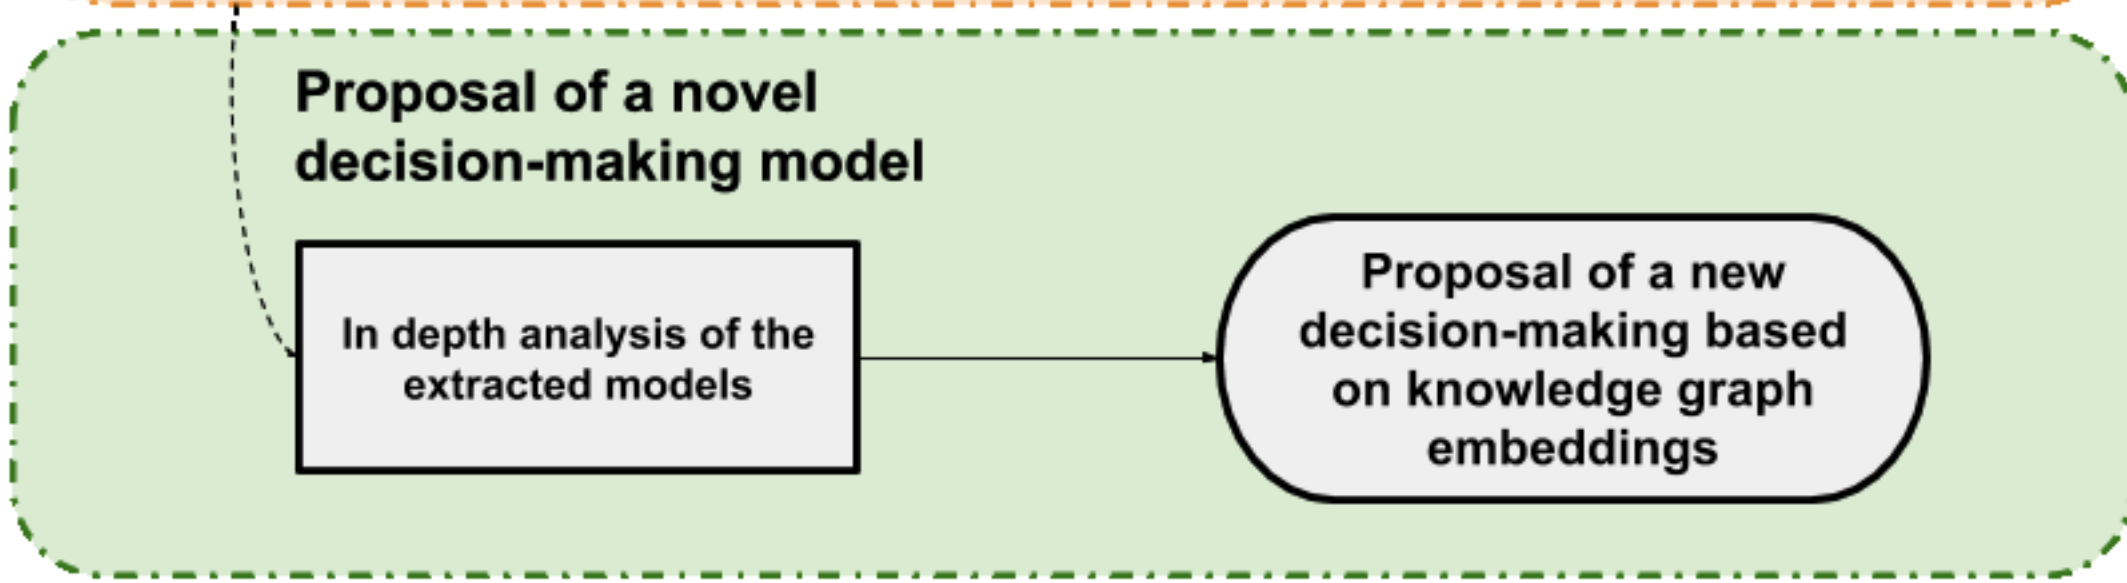 Proposal of a novel
decision-making model
In depth analysis of the
extracted models
Proposal of a new
decision-making based
on knowledge graph
embeddings